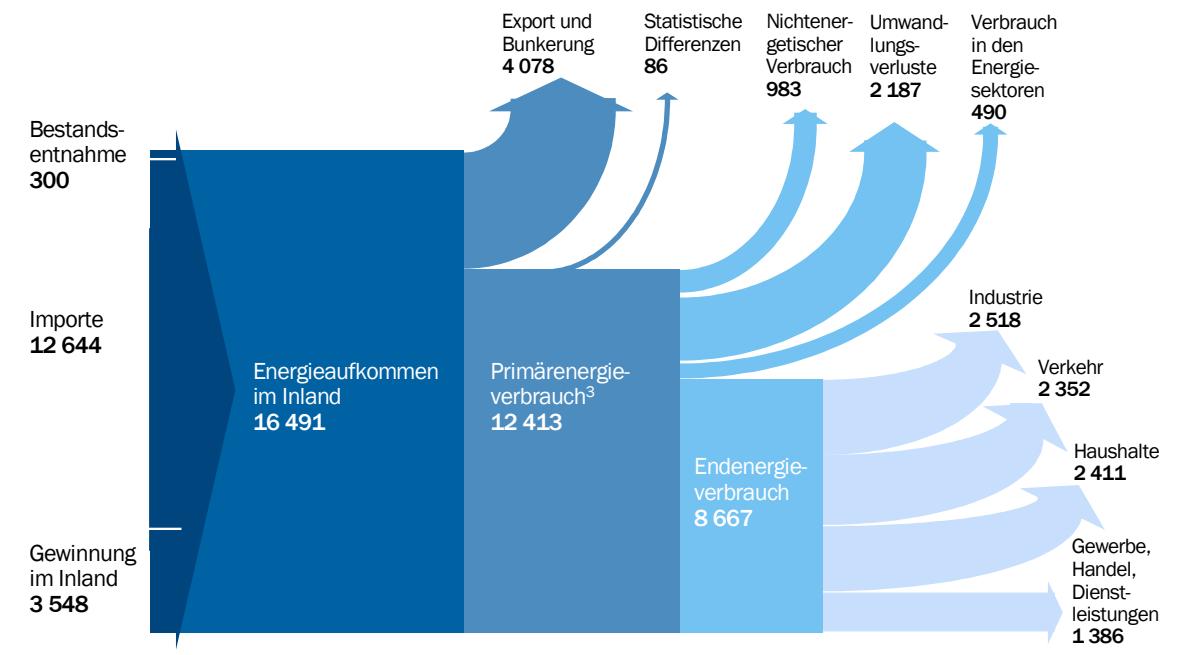 Export und
Bunkerung
4 078
Statistische
Differenzen
86
Nichtener-
getischer
Verbrauch
983
Umwand-
lungs-
verluste
2 187
Verbrauch
in den
Energie-
sektoren
490
Bestands-
entnahme
300
Importe
12 644
Gewinnung
im Inland
3 548
Energieaufkommen
im Inland
16 491
Primärenergie-
verbrauch³
12 413
Endenergie-
verbrauch
8 667
Industrie
2 518
Verkehr
2 352
Haushalte
2 411
Gewerbe,
Handel,
Dienst-
leistungen
1 386